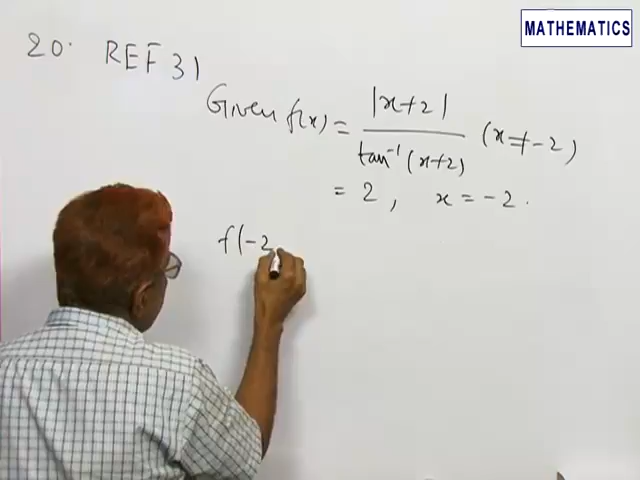 MATHEMATICS
20. REF 31
Given f(x) = |x+2| / tan⁻¹(x+2) (x ≠ -2)
= 2, x = -2.
f(-2